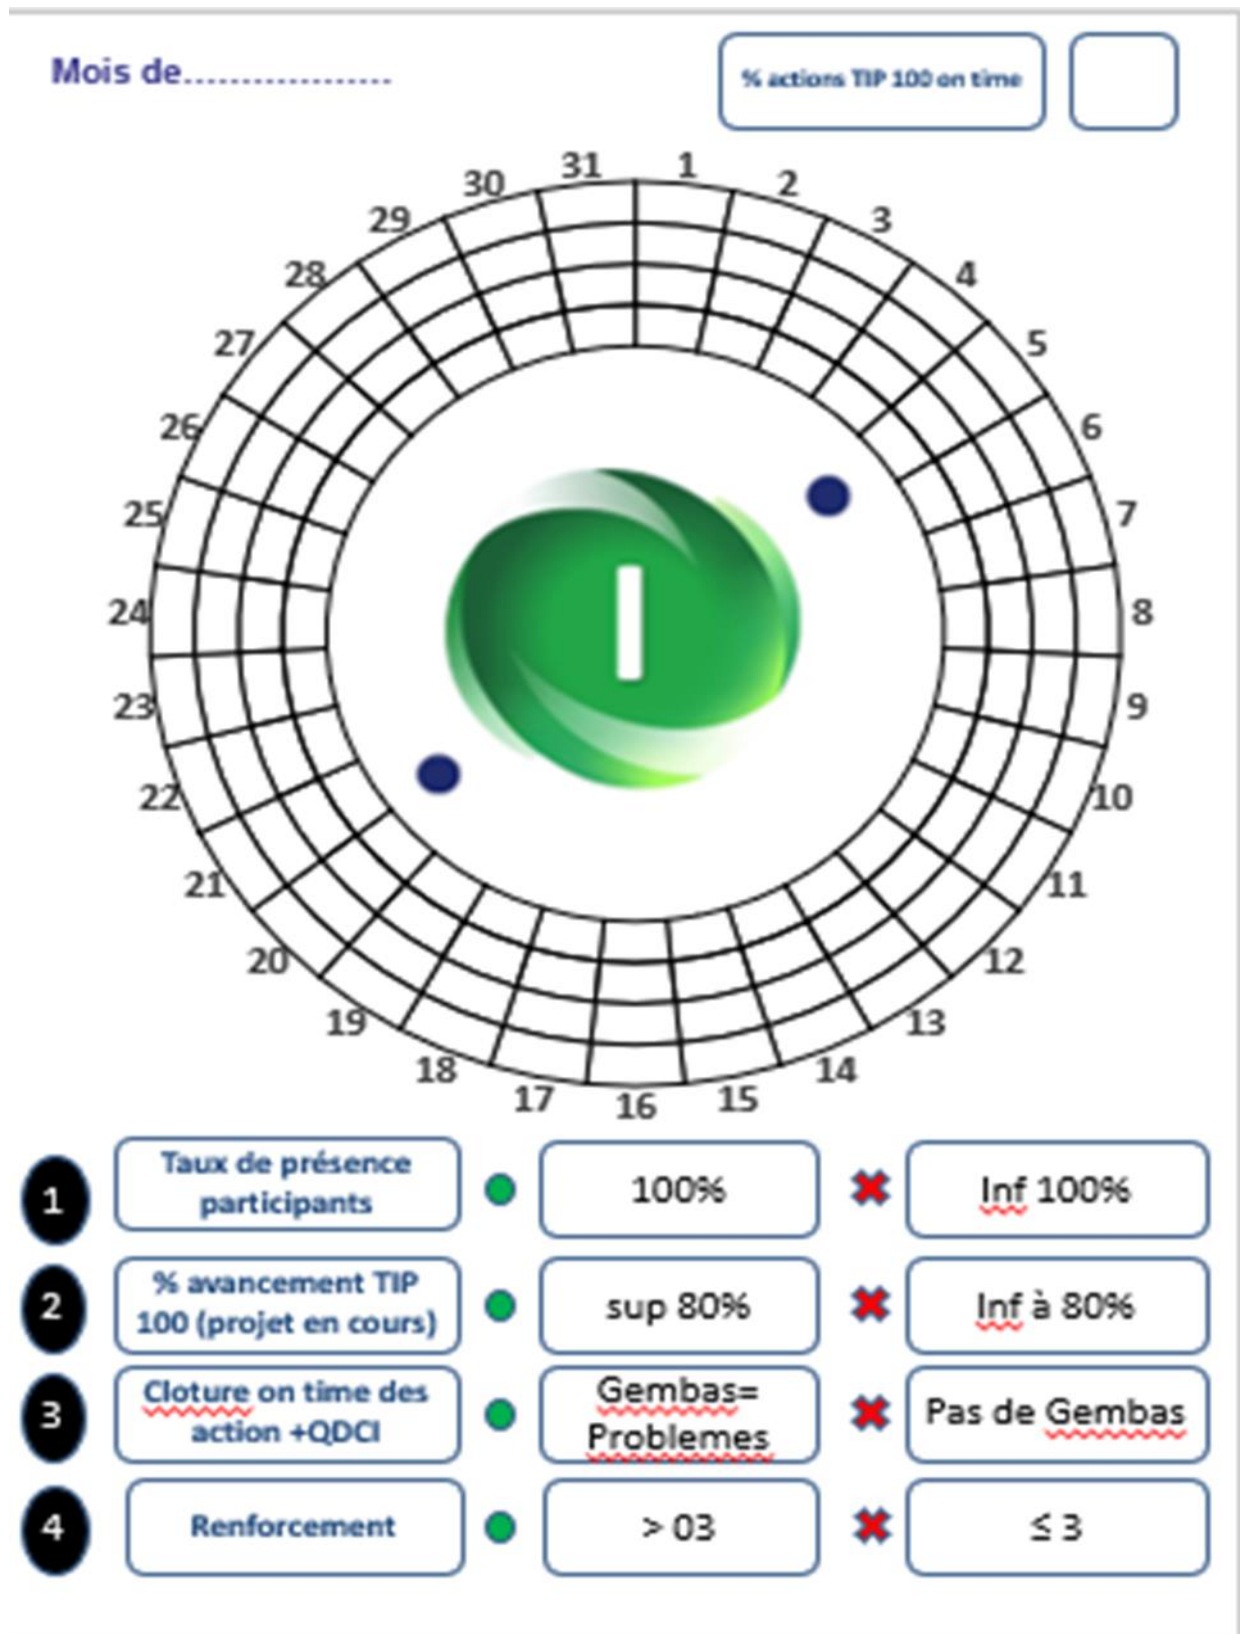 Mois de..................
% actions TIP 100 on time
31
1
2
3
4
5
6
7
8
9
10
11
12
13
14
15
16
17
18
19
20
21
22
23
24
25
26
27
28
29
30
I
1
Taux de présence
participants
100%
Inf 100%
2
% avancement TIP
100 (projet en cours)
sup 80%
Inf à 80%
3
Cloture on time des
action +QDCI
Gembas=
Problemes
Pas de Gembas
4
Renforcement
> 03
≤ 3